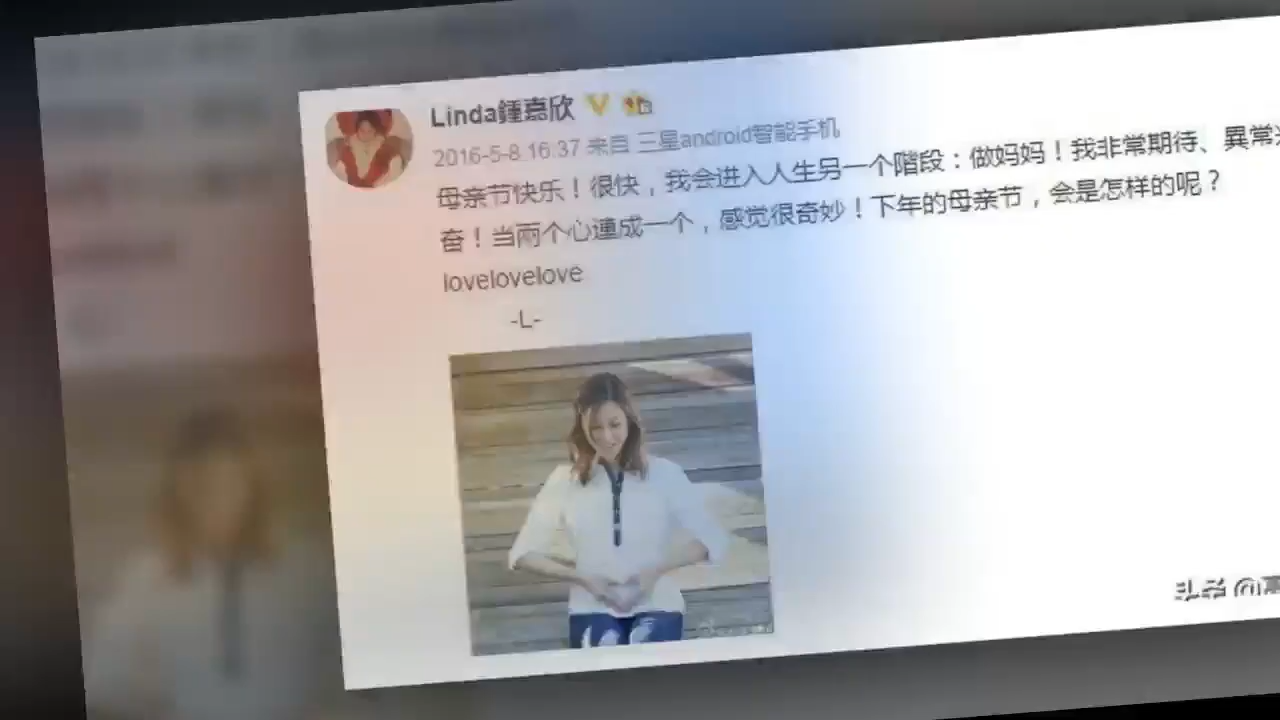 Linda鍾嘉欣
2016-5-8 16:37 来自 三星android智能手机
母亲节快乐！很快，我会进入人生另一个階段：做妈妈！我非常期待、異常
奋！当两个心連成一个，感觉很奇妙！下年的母亲节，会是怎样的呢？
lovelovelove
-L-
头条 @